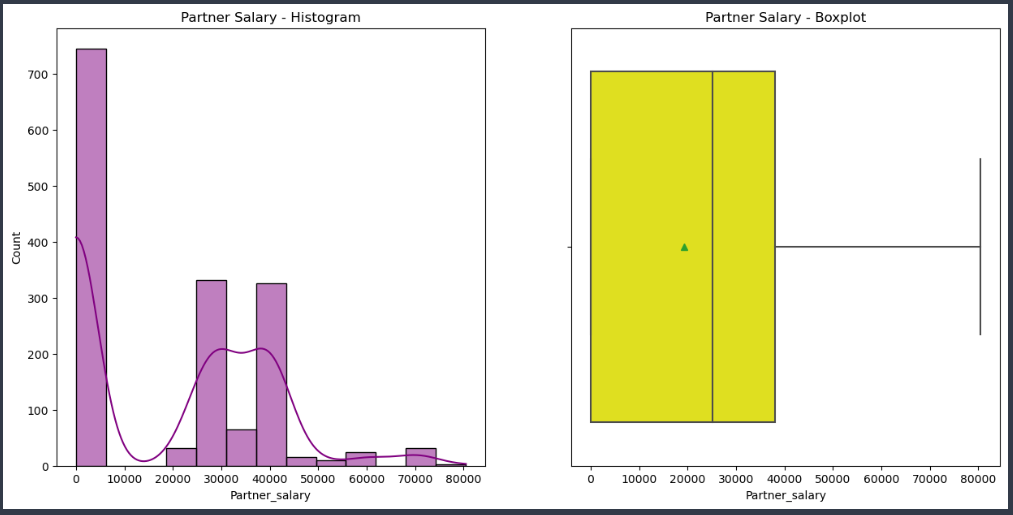 Partner Salary - Histogram
Count
700
600
500
400
300
200
100
0
0 10000 20000 30000 40000 50000 60000 70000 80000
Partner_salary
Partner Salary - Boxplot
0 10000 20000 30000 40000 50000 60000 70000 80000
Partner_salary